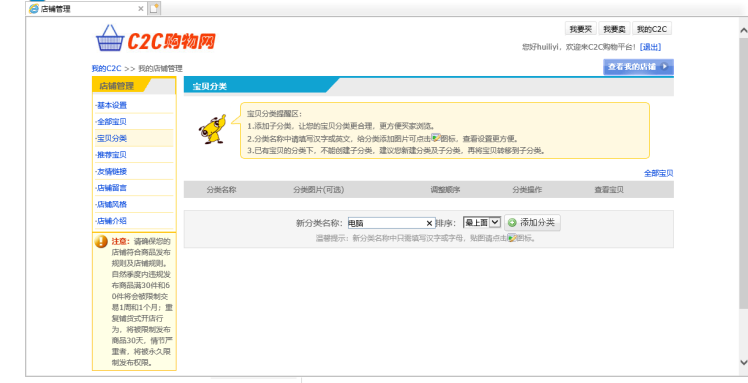 店铺管理
我要买 我要卖 我的C2C
C2C购物网
您好huiliyi，欢迎来C2C购物平台! [退出]
我的C2C >> 我的店铺管理
查看我的店铺
店铺管理
宝贝分类
·基本设置
·全部宝贝
·宝贝分类
·推荐宝贝
·友情链接
·店铺留言
·店铺风格
·店铺介绍
宝贝分类提醒区：
1.添加子分类，让您的宝贝分类更合理，更方便买家浏览。
2.分类名称中请填写汉字或英文，给分类添加图片可点击图标，查看设置更方便。
3.已有宝贝的分类下，不能创建子分类，建议您新建分类及子分类，再将宝贝转移到子分类。
全部宝贝
分类名称 分类图片(可选) 调整顺序 分类操作 查看宝贝
新分类名称： 电脑 排序： 最上面 添加分类
温馨提示：新分类名称中只需填写汉字或字母，贴图请点击图标。
注意：请确保您的
店铺符合商品发布
规则及店铺规则。
自然季度内违规发
布商品满30件和6
0件将会被限制交
易1周和1个月；重
复铺货式开店行
为，将被限制发布
商品30天，情节严
重者，将被永久限
制发布权限。